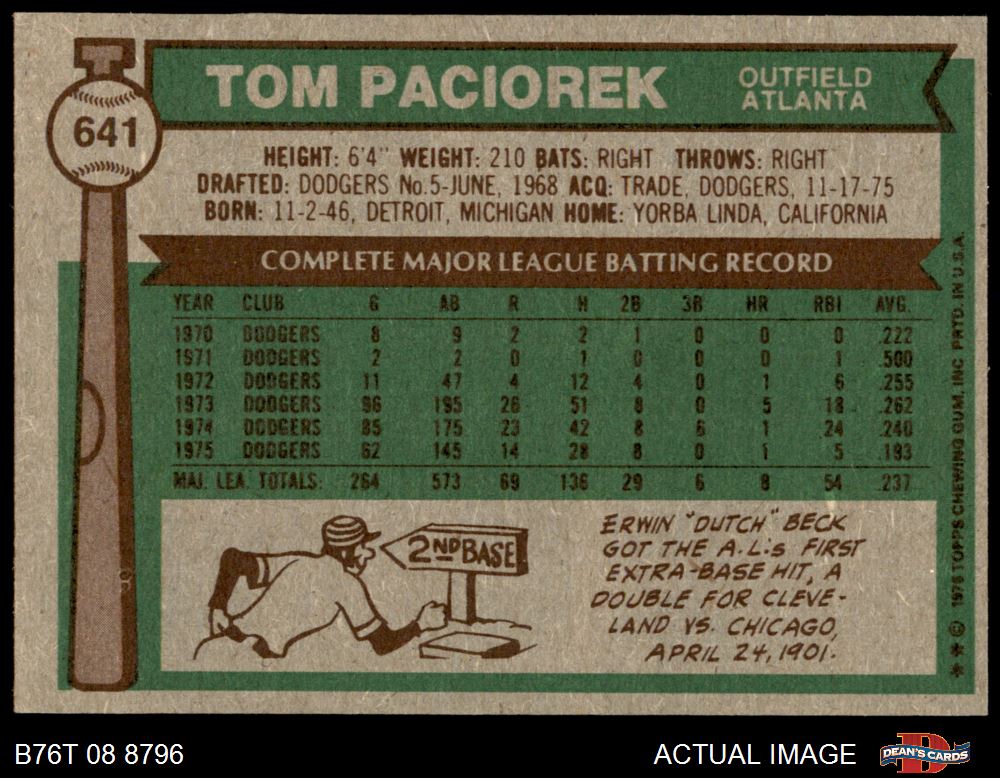 641
TOM PACIOREK
OUTFIELD
ATLANTA
HEIGHT: 6'4" WEIGHT: 210 BATS: RIGHT THROWS: RIGHT
DRAFTED: DODGERS No.5-JUNE, 1968 ACQ: TRADE, DODGERS, 11-17-75
BORN: 11-2-46, DETROIT, MICHIGAN HOME: YORBA LINDA, CALIFORNIA
COMPLETE MAJOR LEAGUE BATTING RECORD
YEAR CLUB G AB R H 2B 3B HR RBI AVG.
1970 DODGERS 8 9 2 2 1 0 0 0 .222
1971 DODGERS 2 2 0 1 0 0 0 1 .500
1972 DODGERS 11 47 4 12 4 0 1 6 .255
1973 DODGERS 96 195 26 51 8 0 5 18 .262
1974 DODGERS 85 175 23 42 8 6 1 24 .240
1975 DODGERS 62 145 14 28 8 0 1 5 .193
MAJ. LEA. TOTALS: 264 573 69 136 29 6 8 54 .237
2ND BASE
ERWIN "DUTCH" BECK
GOT THE A.L.'s FIRST
EXTRA-BASE HIT, A
DOUBLE FOR CLEVE-
LAND VS. CHICAGO,
APRIL 24, 1901.
** © 1976 TOPPS CHEWING GUM, INC. PRTD. IN U.S.A.
B76T 08 8796
ACTUAL IMAGE
D
DEAN'S CARDS